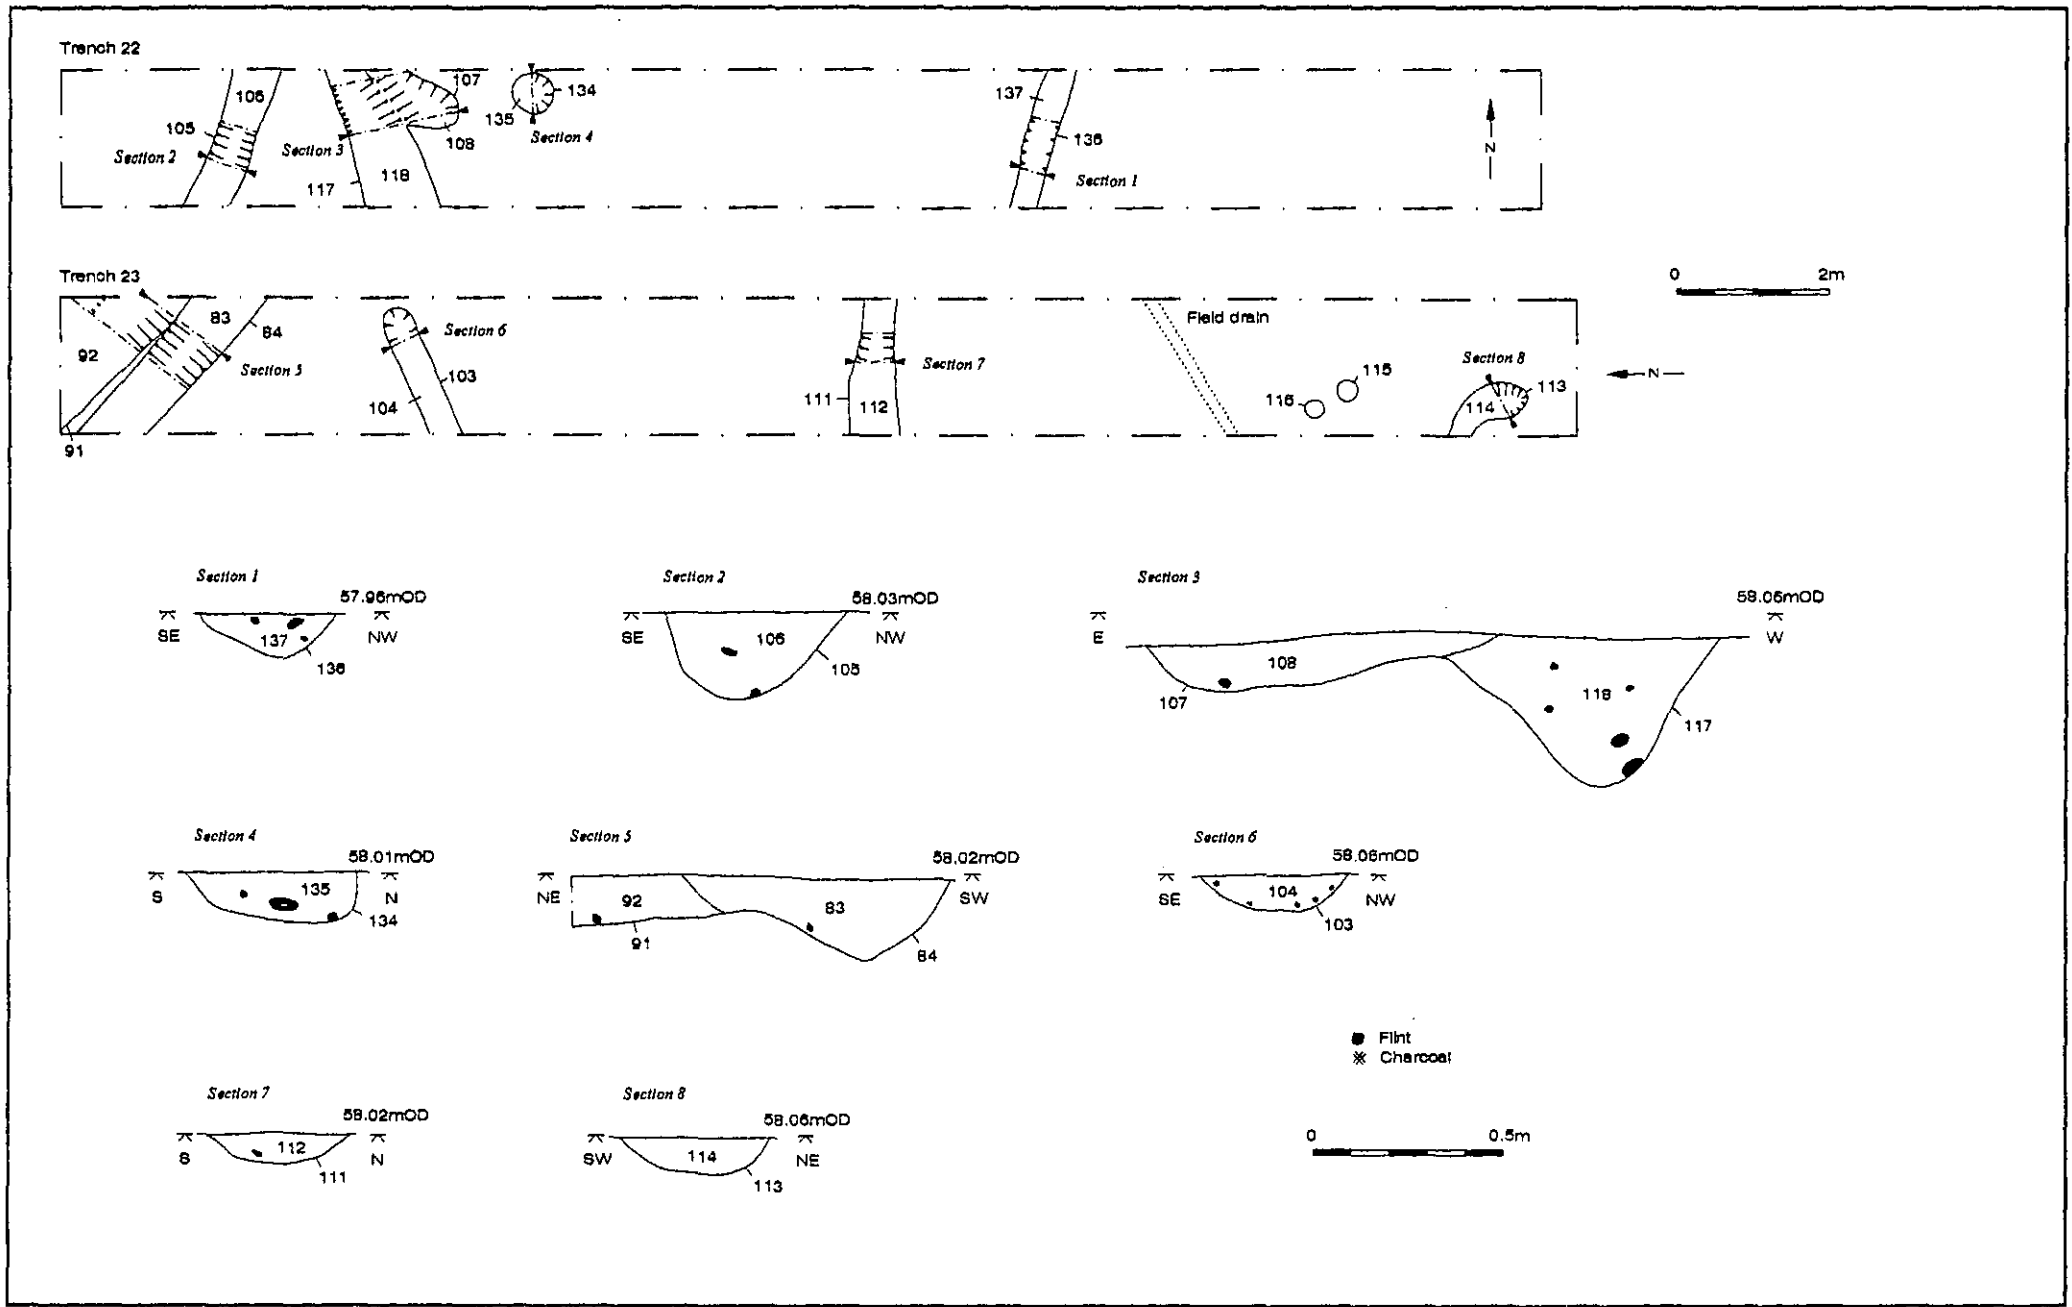 Trench 22
106
107
134
137
105
135
136
Section 2
Section 3
108
Section 4
N
117
118
Section 1
Trench 23
0 2m
83
84
Section 6
Field drain
92
Section 5
103
Section 7
115
Section 8
N
104
111
112
116
114
113
91
Section 1
57.96mOD
SE
137
NW
136
Section 2
58.03mOD
SE
106
NW
105
Section 3
58.06mOD
E
W
108
118
107
117
Section 4
58.01mOD
S
135
N
134
Section 5
58.02mOD
NE
92
83
SW
91
84
Section 6
58.06mOD
SE
104
NW
103
Flint
Charcoal
Section 7
58.02mOD
S
112
N
111
Section 8
58.06mOD
SW
114
NE
113
0 0.5m